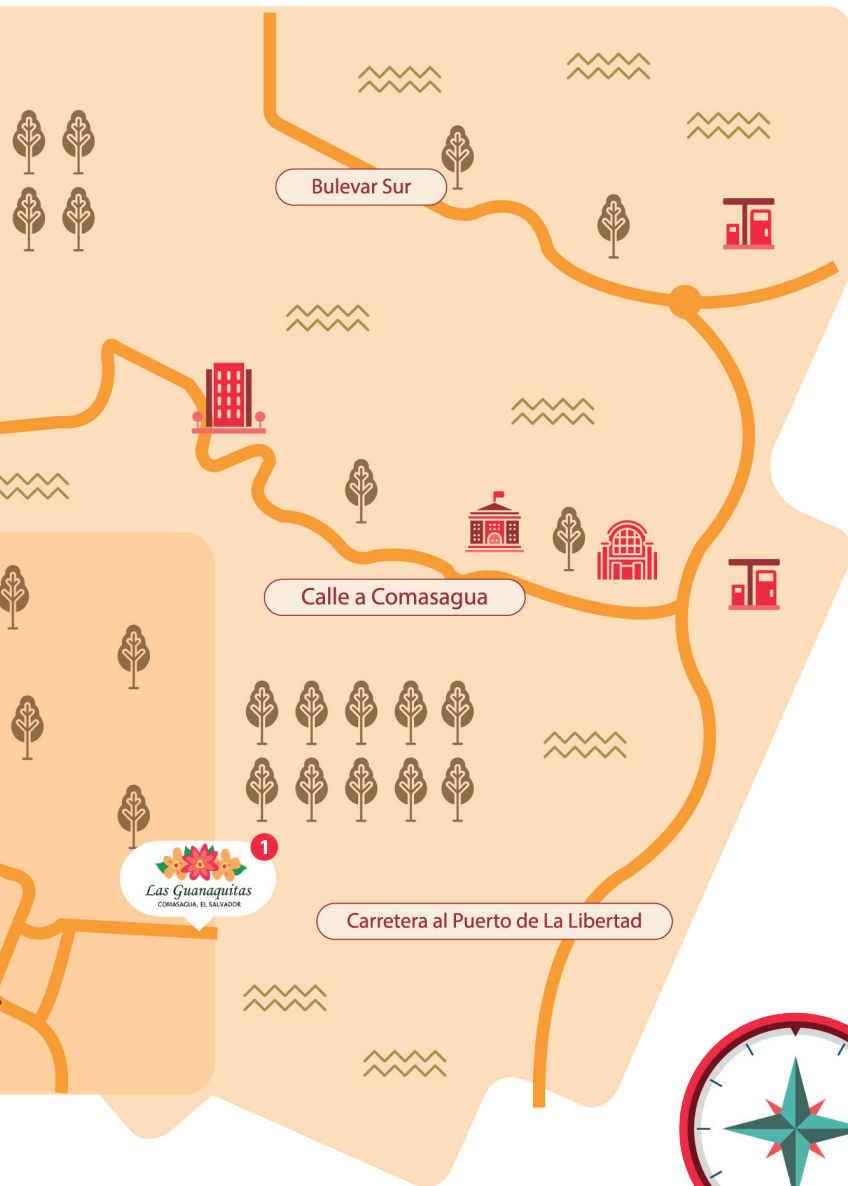 Bulevar Sur
Calle a Comasagua
1
Las Guanaquitas
COMASAGUA, EL SALVADOR
Carretera al Puerto de La Libertad